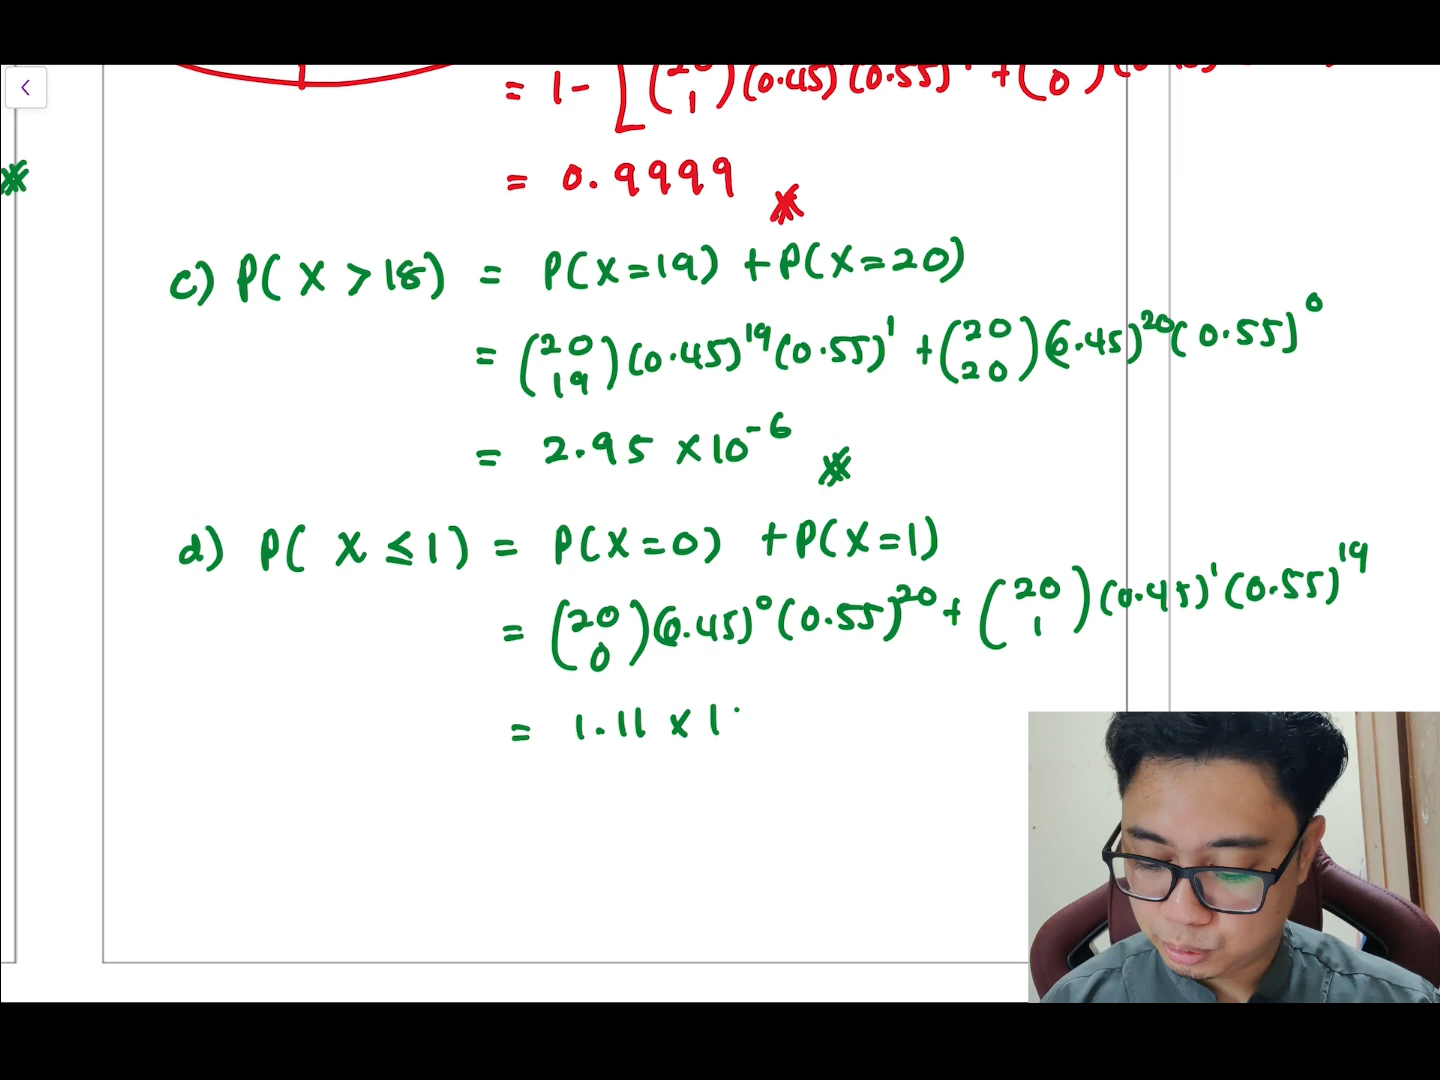 = 1 - [(20 1)(0.45)(0.55) + ( 0)(
= 0.9999
c) P(X > 18) = P(X = 19) + P(X = 20)
= (20 19)(0.45)¹⁹(0.55)¹ + (20 20)(0.45)²⁰(0.55)⁰
= 2.95 × 10⁻⁶
d) P(X ≤ 1) = P(X = 0) + P(X = 1)
= (20 0)(0.45)⁰(0.55)²⁰ + (20 1)(0.45)¹(0.55)¹⁹
= 1.11 × 1